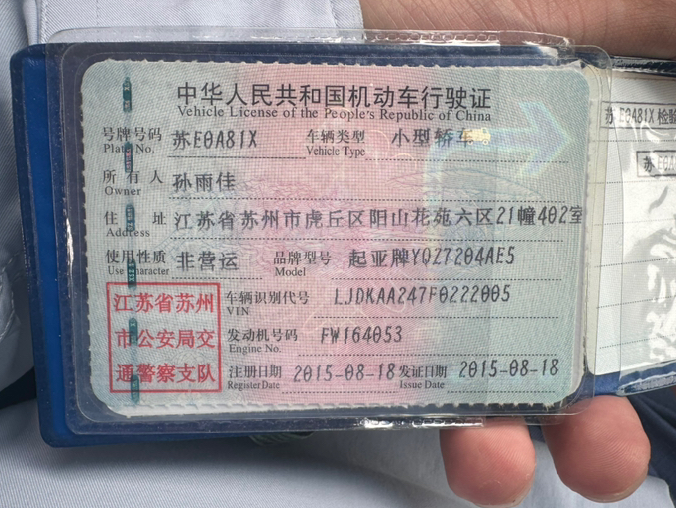 中华人民共和国机动车行驶证
Vehicle License of the People's Republic of China
号牌号码 苏E0A81X 车辆类型 小型轿车
Plate No. Vehicle Type
所有人 孙雨佳
Owner
住址 江苏省苏州市虎丘区阳山花苑六区21幢402室
Address
使用性质 非营运 品牌型号 起亚牌YQZ7204AE5
Use Character Model
江苏省苏州
市公安局交
通警察支队
车辆识别代号 LJDKAA247F0222005
VIN
发动机号码 FW164053
Engine No.
注册日期 2015-08-18 发证日期 2015-08-18
Register Date Issue Date
苏E0A81X 检验